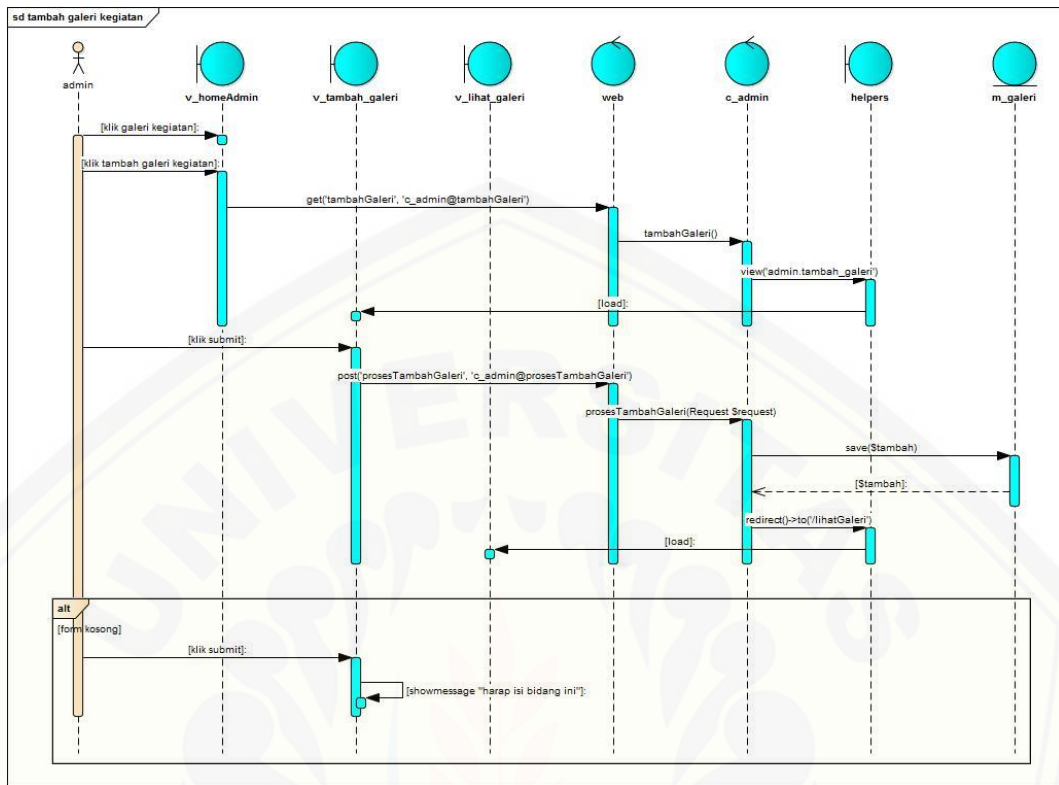 sd tambah galeri kegiatan
admin
v_homeAdmin
v_tambah_galeri
v_lihat_galeri
web
c_admin
helpers
m_galeri
[klik galeri kegiatan]:
[klik tambah galeri kegiatan]:
get('tambahGaleri', 'c_admin@tambahGaleri')
tambahGaleri()
view('admin.tambah_galeri')
[load]:
[klik submit]:
post('prosesTambahGaleri', 'c_admin@prosesTambahGaleri')
prosesTambahGaleri(Request $request)
save($tambah)
[$tambah]:
redirect()->to('/lihatGaleri')
[load]:
alt
[form kosong]
[klik submit]:
[showmessage "harap isi bidang ini"]:
UNIVERSITAS